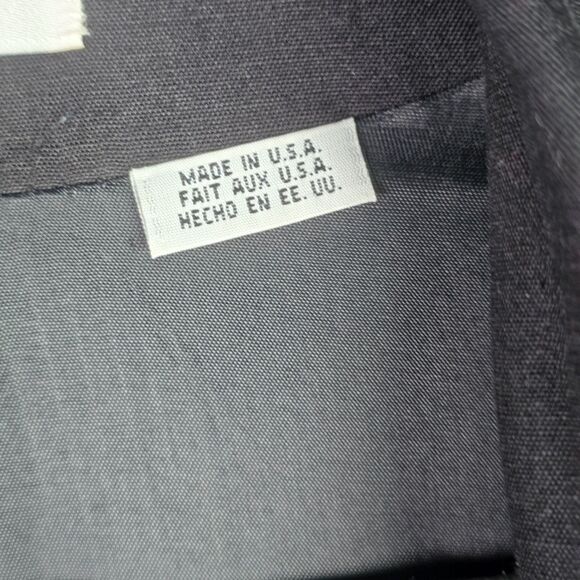 MADE IN U.S.A.
FAIT AUX U.S.A.
HECHO EN EE. UU.